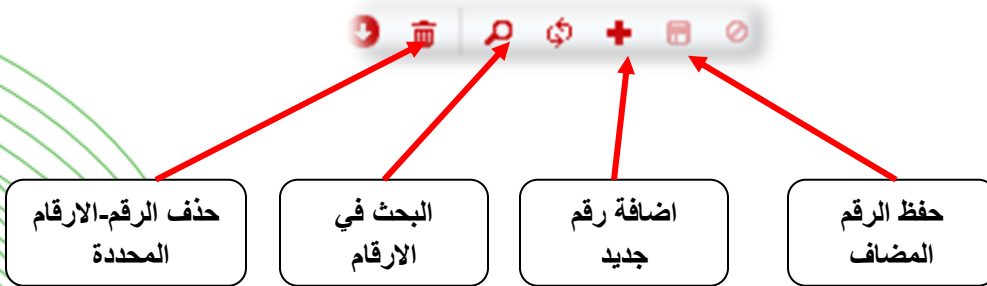 حفظ الرقم
المضاف
اضافة رقم
جديد
البحث في
الارقام
حذف الرقم-الارقام
المحددة